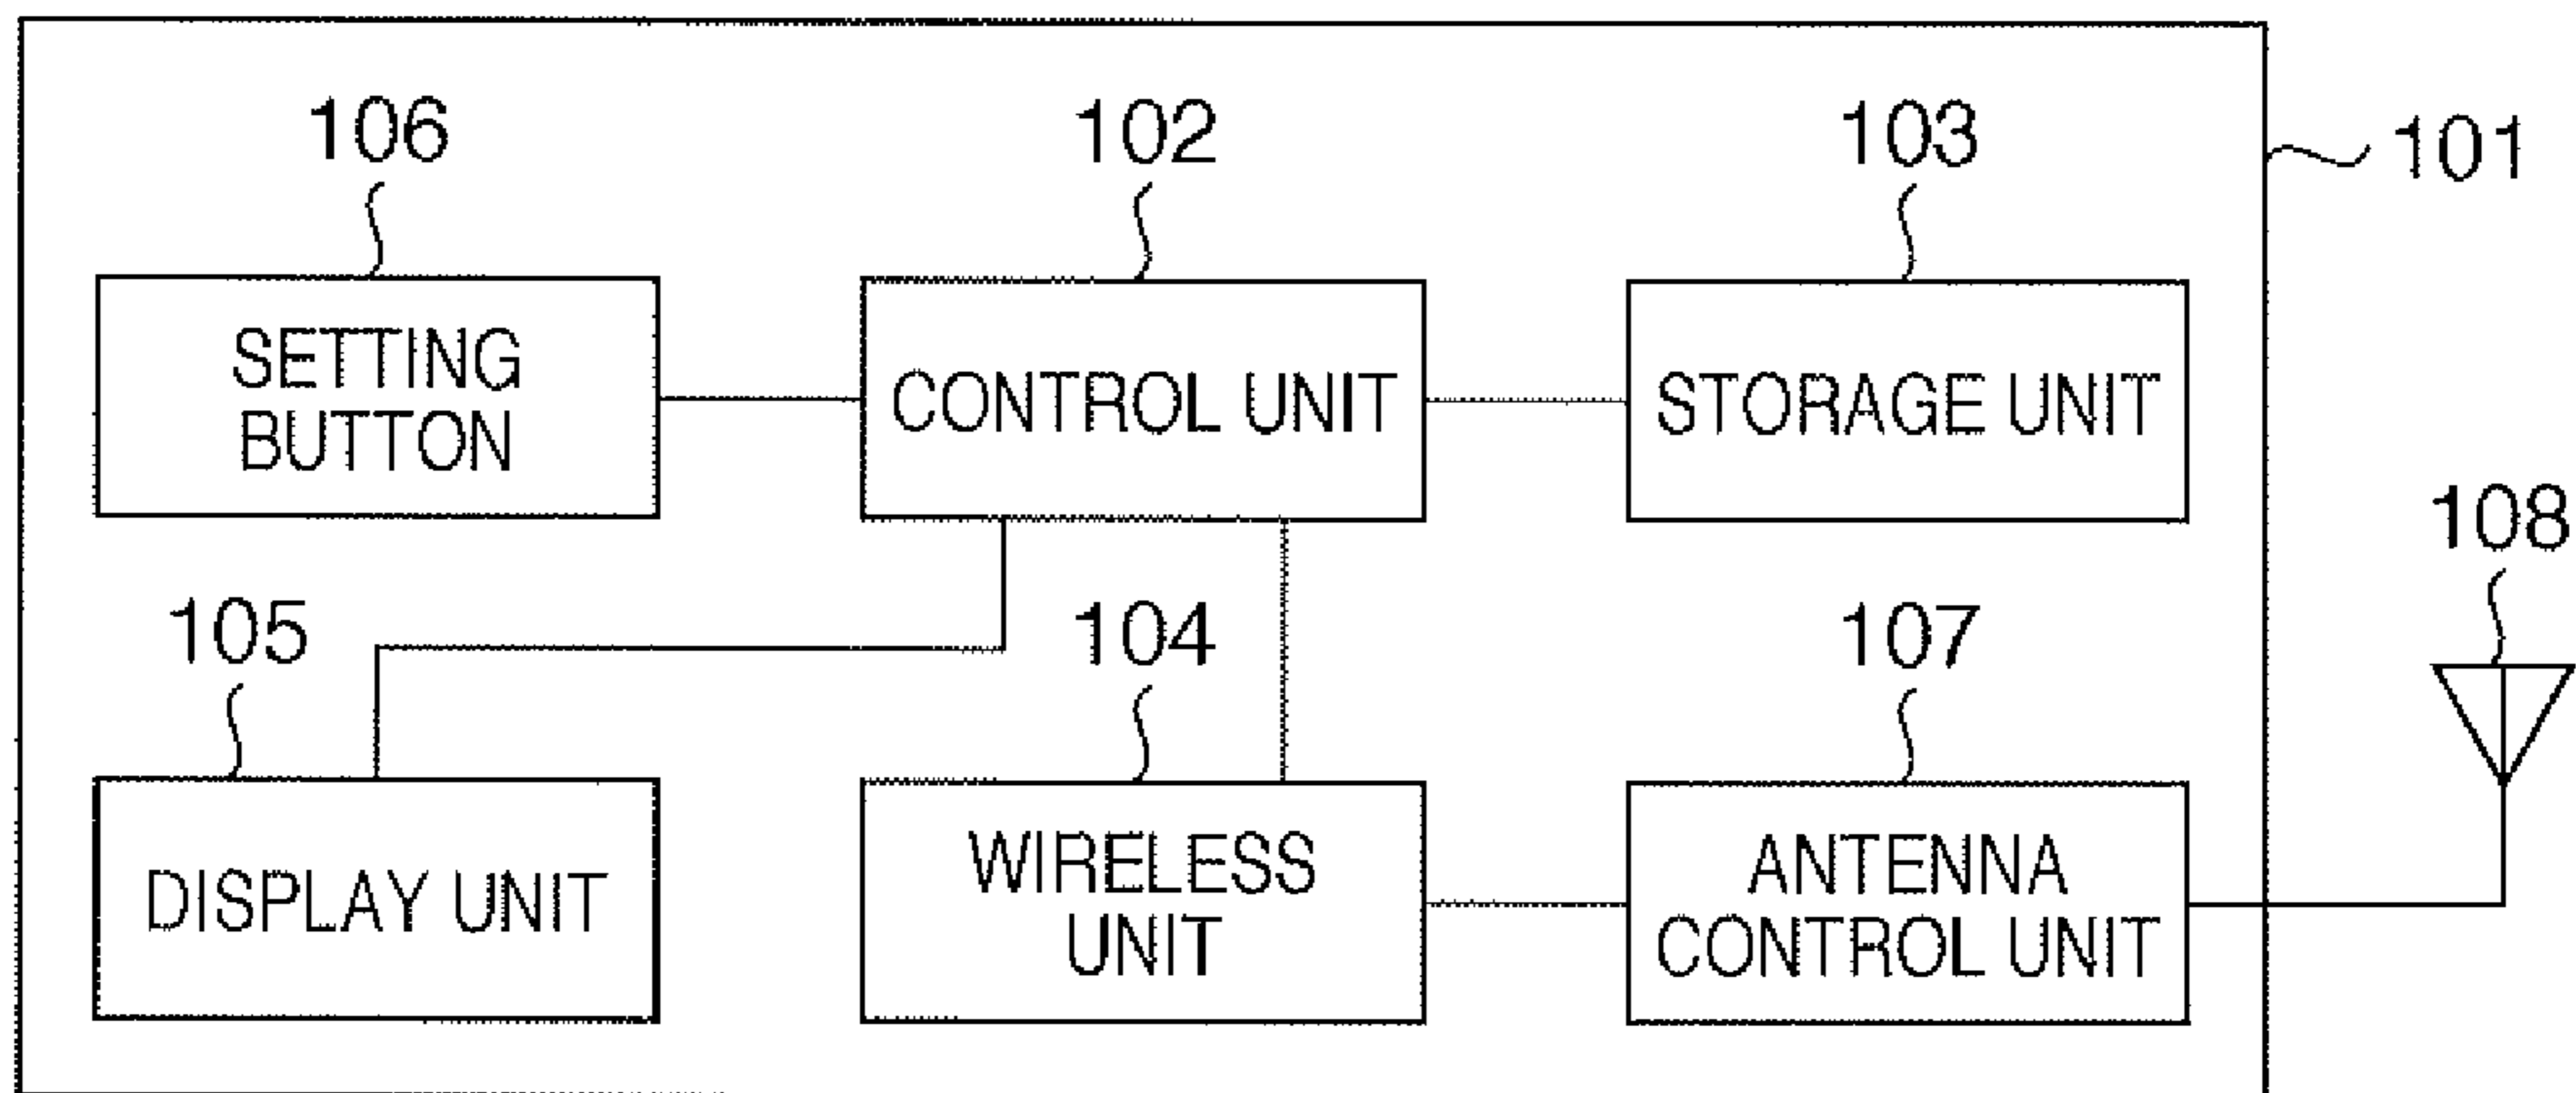 106
102
103
101
SETTING
BUTTON
CONTROL UNIT
STORAGE UNIT
108
105
104
107
DISPLAY UNIT
WIRELESS
UNIT
ANTENNA
CONTROL UNIT